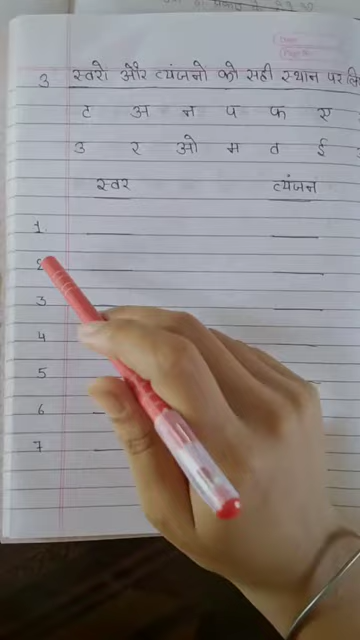 3 स्वरो और व्यंजनो को सही स्थान पर
ट अ न प फ ए
उ र ओ म व ई
स्वर व्यंजन
1
2
3
4
5
6
7